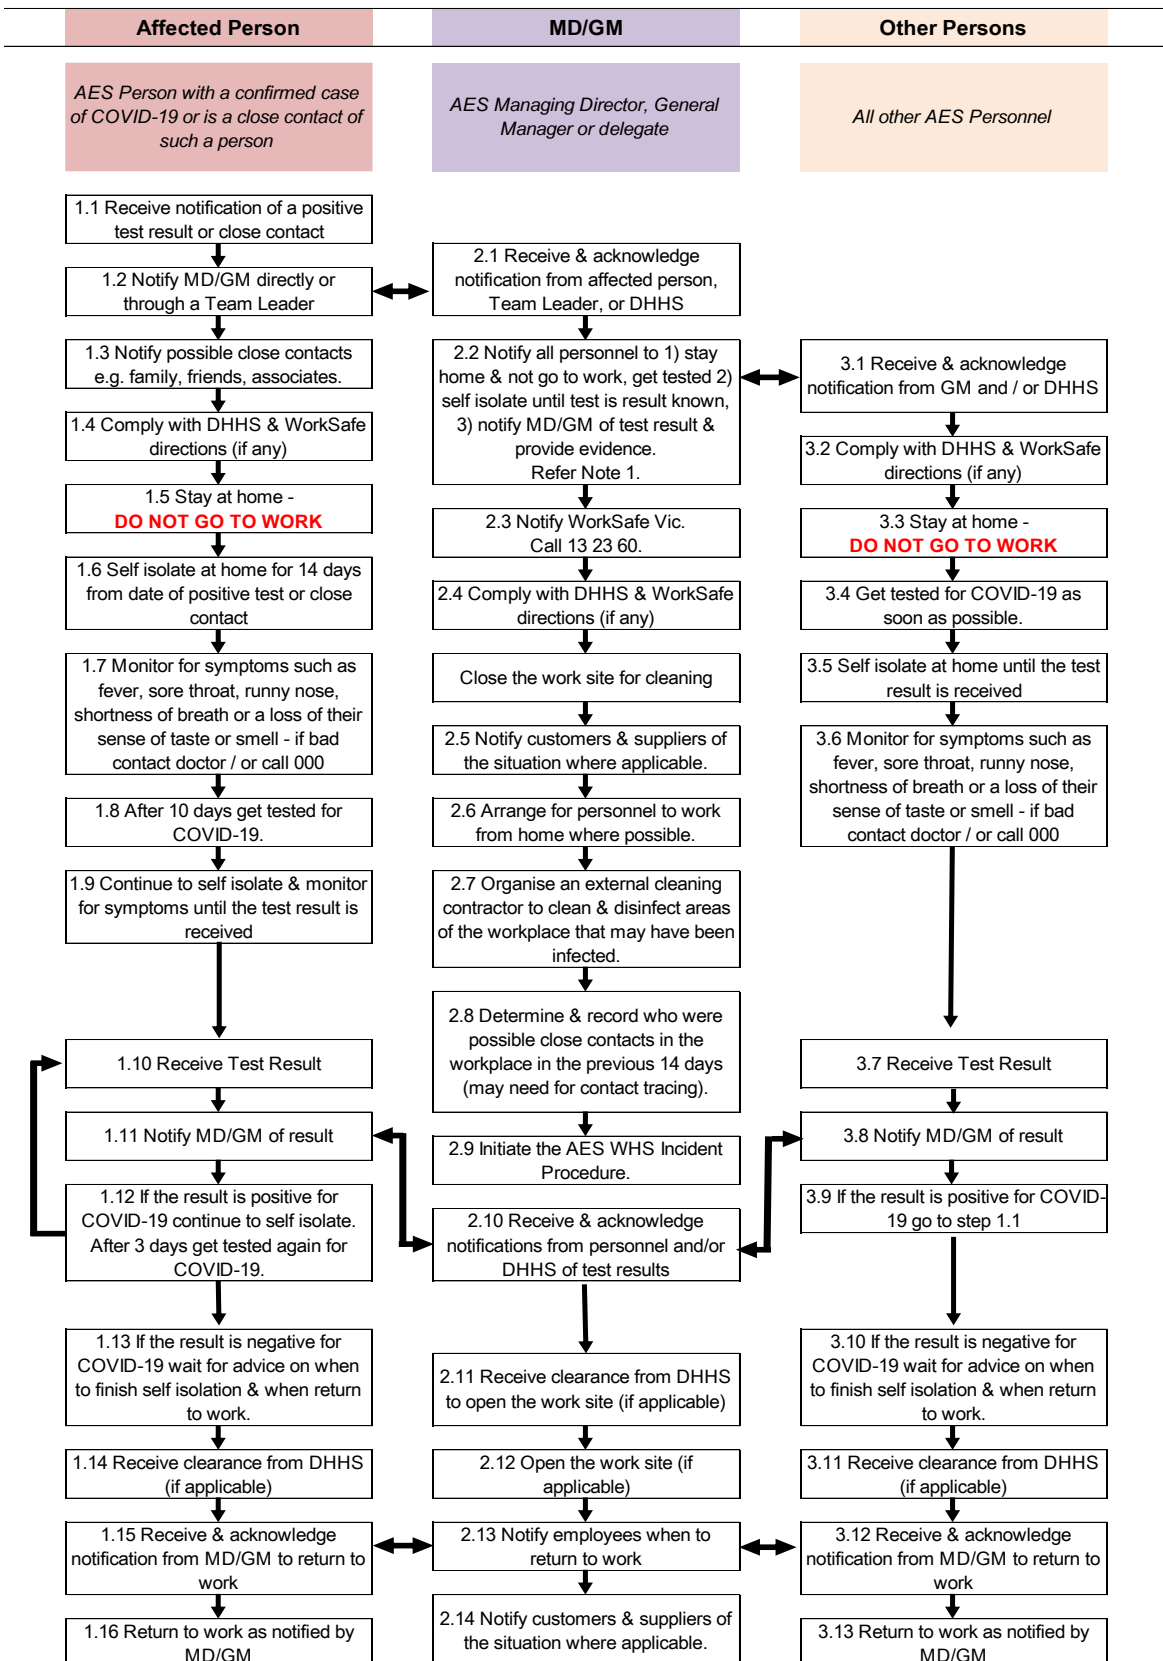 Affected Person
MD/GM
Other Persons
AES Person with a confirmed case
of COVID-19 or is a close contact of
such a person
AES Managing Director, General
Manager or delegate
All other AES Personnel
1.1 Receive notification of a positive
test result or close contact
1.2 Notify MD/GM directly or
through a Team Leader
1.3 Notify possible close contacts
e.g. family, friends, associates.
1.4 Comply with DHHS & WorkSafe
directions (if any)
1.5 Stay at home -
DO NOT GO TO WORK
1.6 Self isolate at home for 14 days
from date of positive test or close
contact
1.7 Monitor for symptoms such as
fever, sore throat, runny nose,
shortness of breath or a loss of their
sense of taste or smell - if bad
contact doctor / or call 000
1.8 After 10 days get tested for
COVID-19.
1.9 Continue to self isolate & monitor
for symptoms until the test result is
received
1.10 Receive Test Result
1.11 Notify MD/GM of result
1.12 If the result is positive for
COVID-19 continue to self isolate.
After 3 days get tested again for
COVID-19.
1.13 If the result is negative for
COVID-19 wait for advice on when
to finish self isolation & when return
to work.
1.14 Receive clearance from DHHS
(if applicable)
1.15 Receive & acknowledge
notification from MD/GM to return to
work
1.16 Return to work as notified by
MD/GM
2.1 Receive & acknowledge
notification from affected person,
Team Leader, or DHHS
2.2 Notify all personnel to 1) stay
home & not go to work, get tested 2)
self isolate until test is result known,
3) notify MD/GM of test result &
provide evidence.
Refer Note 1.
2.3 Notify WorkSafe Vic.
Call 13 23 60.
2.4 Comply with DHHS & WorkSafe
directions (if any)
Close the work site for cleaning
2.5 Notify customers & suppliers of
the situation where applicable.
2.6 Arrange for personnel to work
from home where possible.
2.7 Organise an external cleaning
contractor to clean & disinfect areas
of the workplace that may have been
infected.
2.8 Determine & record who were
possible close contacts in the
workplace in the previous 14 days
(may need for contact tracing).
2.9 Initiate the AES WHS Incident
Procedure.
2.10 Receive & acknowledge
notifications from personnel and/or
DHHS of test results
2.11 Receive clearance from DHHS
to open the work site (if applicable)
2.12 Open the work site (if
applicable)
2.13 Notify employees when to
return to work
2.14 Notify customers & suppliers of
the situation where applicable.
3.1 Receive & acknowledge
notification from GM and / or DHHS
3.2 Comply with DHHS & WorkSafe
directions (if any)
3.3 Stay at home -
DO NOT GO TO WORK
3.4 Get tested for COVID-19 as
soon as possible.
3.5 Self isolate at home until the test
result is received
3.6 Monitor for symptoms such as
fever, sore throat, runny nose,
shortness of breath or a loss of their
sense of taste or smell - if bad
contact doctor / or call 000
3.7 Receive Test Result
3.8 Notify MD/GM of result
3.9 If the result is positive for COVID-
19 go to step 1.1
3.10 If the result is negative for
COVID-19 wait for advice on when
to finish self isolation & when return
to work.
3.11 Receive clearance from DHHS
(if applicable)
3.12 Receive & acknowledge
notification from MD/GM to return to
work
3.13 Return to work as notified by
MD/GM